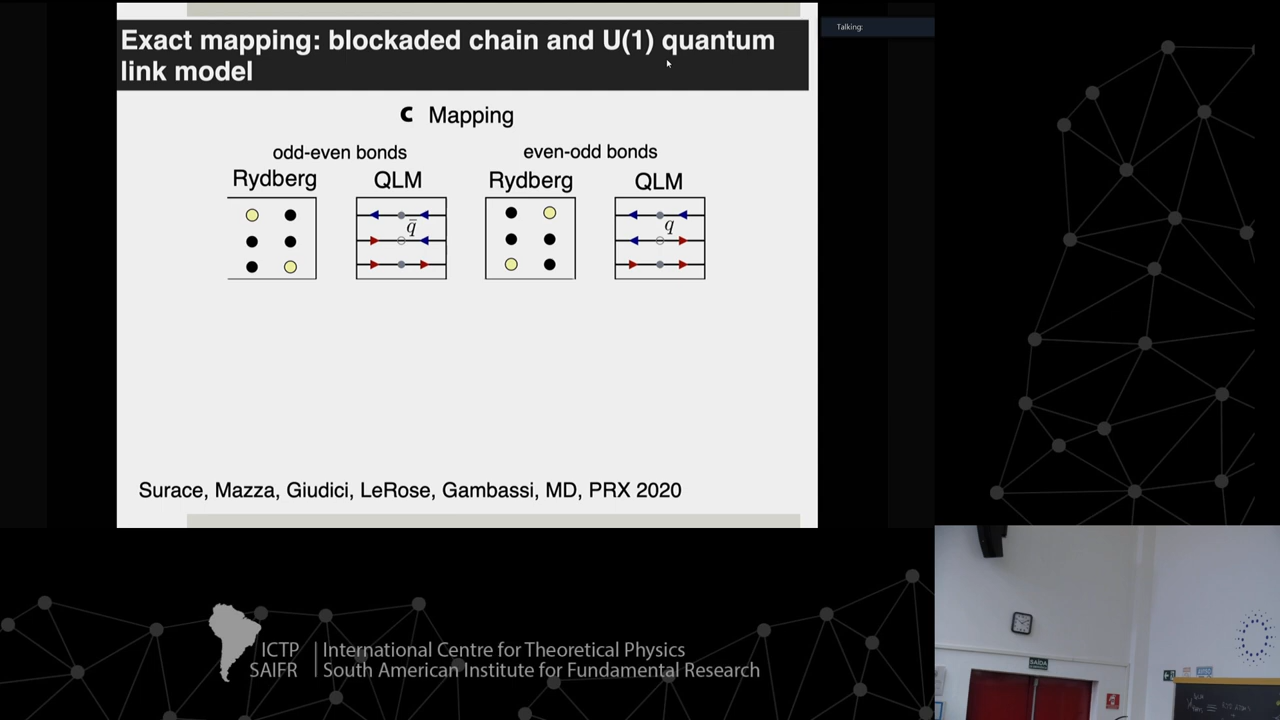 Exact mapping: blockaded chain and U(1) quantum
link model
Talking:
C Mapping
odd-even bonds
even-odd bonds
Rydberg
QLM
Rydberg
QLM
q̄
q
Surace, Mazza, Giudici, LeRose, Gambassi, MD, PRX 2020
ICTP
SAIFR
International Centre for Theoretical Physics
South American Institute for Fundamental Research
SAÍDA